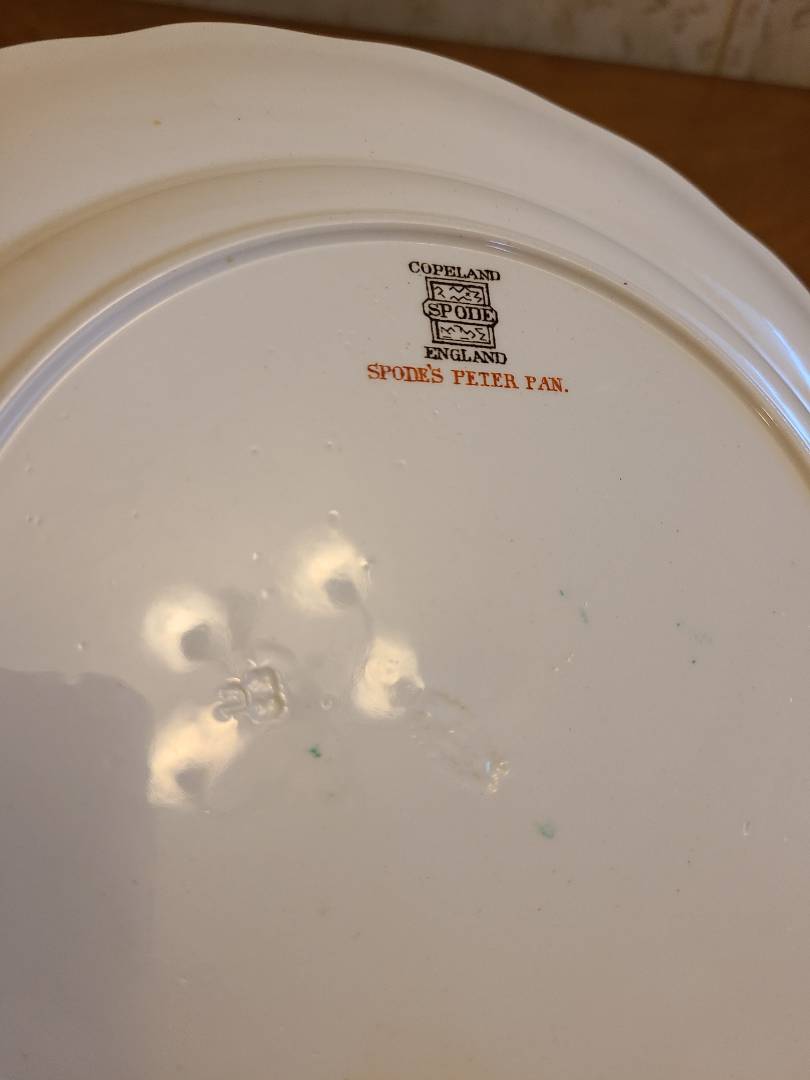 COPELAND
SPODE
ENGLAND
SPODE'S PETER PAN.